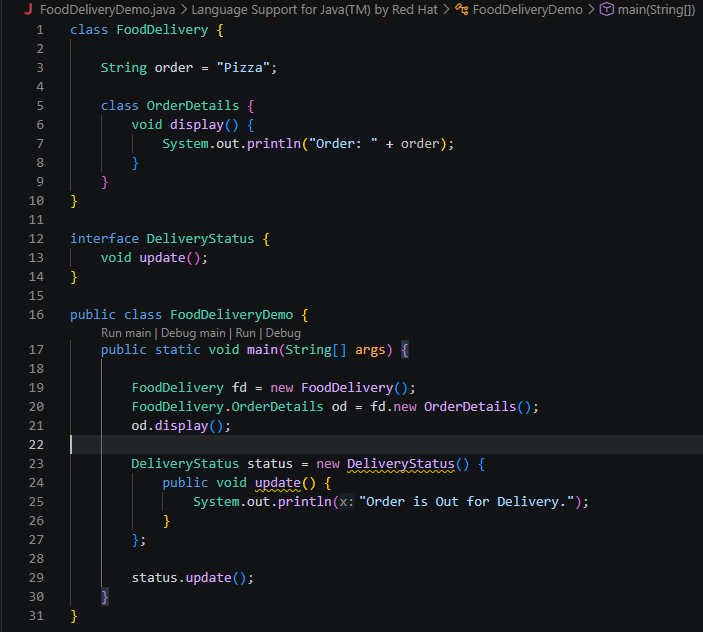 FoodDeliveryDemo.java > Language Support for Java(TM) by Red Hat > FoodDeliveryDemo > main(String[])
1 class FoodDelivery {
2
3     String order = "Pizza";
4
5     class OrderDetails {
6         void display() {
7             System.out.println("Order: " + order);
8         }
9     }
10 }
11
12 interface DeliveryStatus {
13     void update();
14 }
15
16 public class FoodDeliveryDemo {
Run main | Debug main | Run | Debug
17     public static void main(String[] args) {
18
19         FoodDelivery fd = new FoodDelivery();
20         FoodDelivery.OrderDetails od = fd.new OrderDetails();
21         od.display();
22
23         DeliveryStatus status = new DeliveryStatus() {
24             public void update() {
25                 System.out.println(x: "Order is Out for Delivery.");
26             }
27         };
28
29         status.update();
30     }
31 }